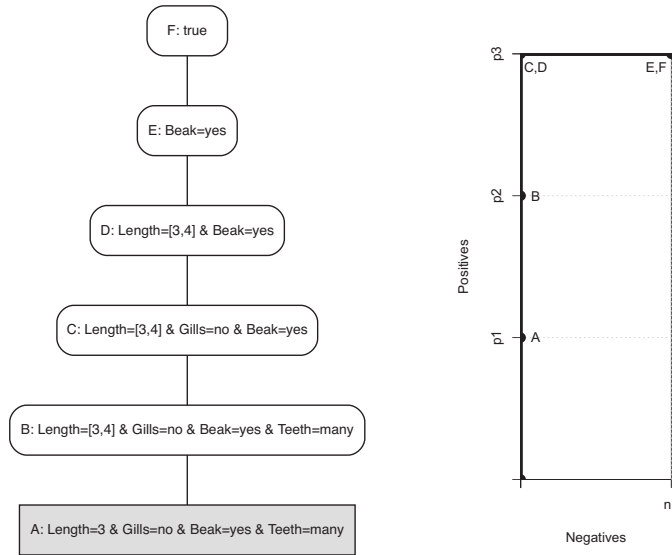 F: true
E: Beak=yes
D: Length=[3,4] & Beak=yes
C: Length=[3,4] & Gills=no & Beak=yes
B: Length=[3,4] & Gills=no & Beak=yes & Teeth=many
A: Length=3 & Gills=no & Beak=yes & Teeth=many
p3
C,D
E,F
p2
B
Positives
p1
A
n
Negatives